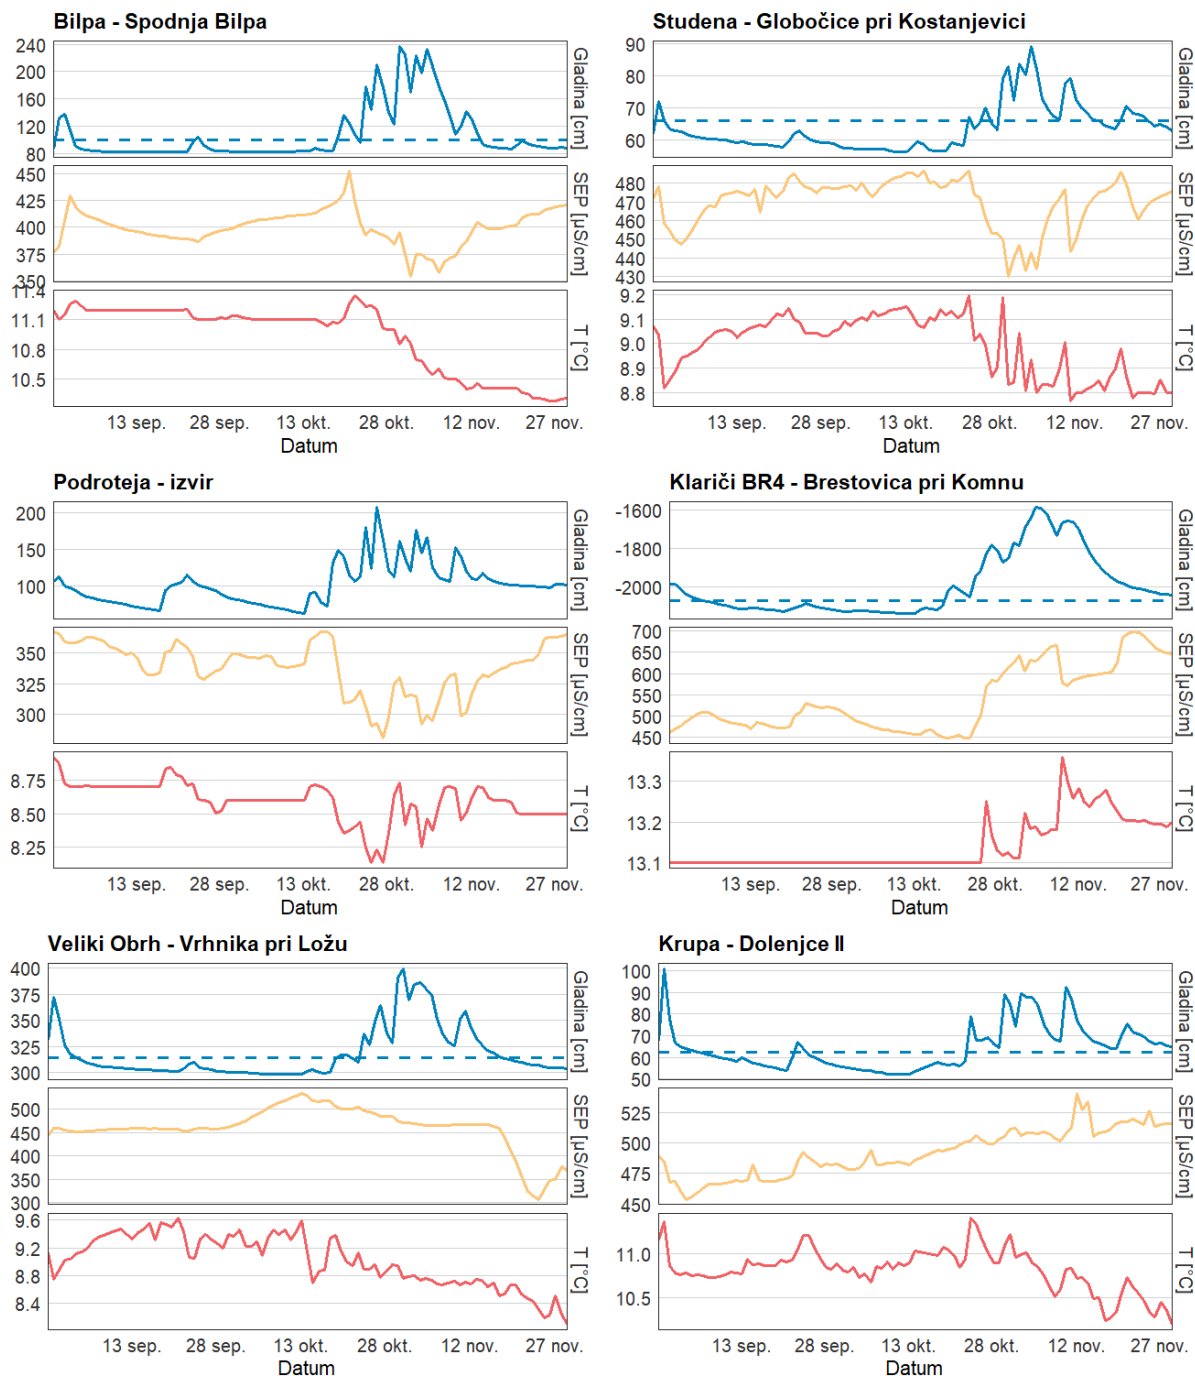 Bilpa - Spodnja Bilpa
240
200
160
120
80
Gladina [cm]
450
425
400
375
350
SEP [µS/cm]
11.4
11.1
10.8
10.5
T [°C]
13 sep. 28 sep. 13 okt. 28 okt. 12 nov. 27 nov.
Datum
Studena - Globočice pri Kostanjevici
90
80
70
60
Gladina [cm]
480
470
460
450
440
430
SEP [µS/cm]
9.2
9.1
9.0
8.9
8.8
T [°C]
13 sep. 28 sep. 13 okt. 28 okt. 12 nov. 27 nov.
Datum
Podroteja - izvir
200
150
100
Gladina [cm]
350
325
300
SEP [µS/cm]
8.75
8.50
8.25
T [°C]
13 sep. 28 sep. 13 okt. 28 okt. 12 nov. 27 nov.
Datum
Klariči BR4 - Brestovica pri Komnu
-1600
-1800
-2000
Gladina [cm]
700
650
600
550
500
450
SEP [µS/cm]
13.3
13.2
13.1
T [°C]
13 sep. 28 sep. 13 okt. 28 okt. 12 nov. 27 nov.
Datum
Veliki Obrh - Vrhnika pri Ložu
400
375
350
325
300
Gladina [cm]
500
450
400
350
300
SEP [µS/cm]
9.6
9.2
8.8
8.4
T [°C]
13 sep. 28 sep. 13 okt. 28 okt. 12 nov. 27 nov.
Datum
Krupa - Dolenjce II
100
90
80
70
60
50
Gladina [cm]
525
500
475
450
SEP [µS/cm]
11.0
10.5
T [°C]
13 sep. 28 sep. 13 okt. 28 okt. 12 nov. 27 nov.
Datum